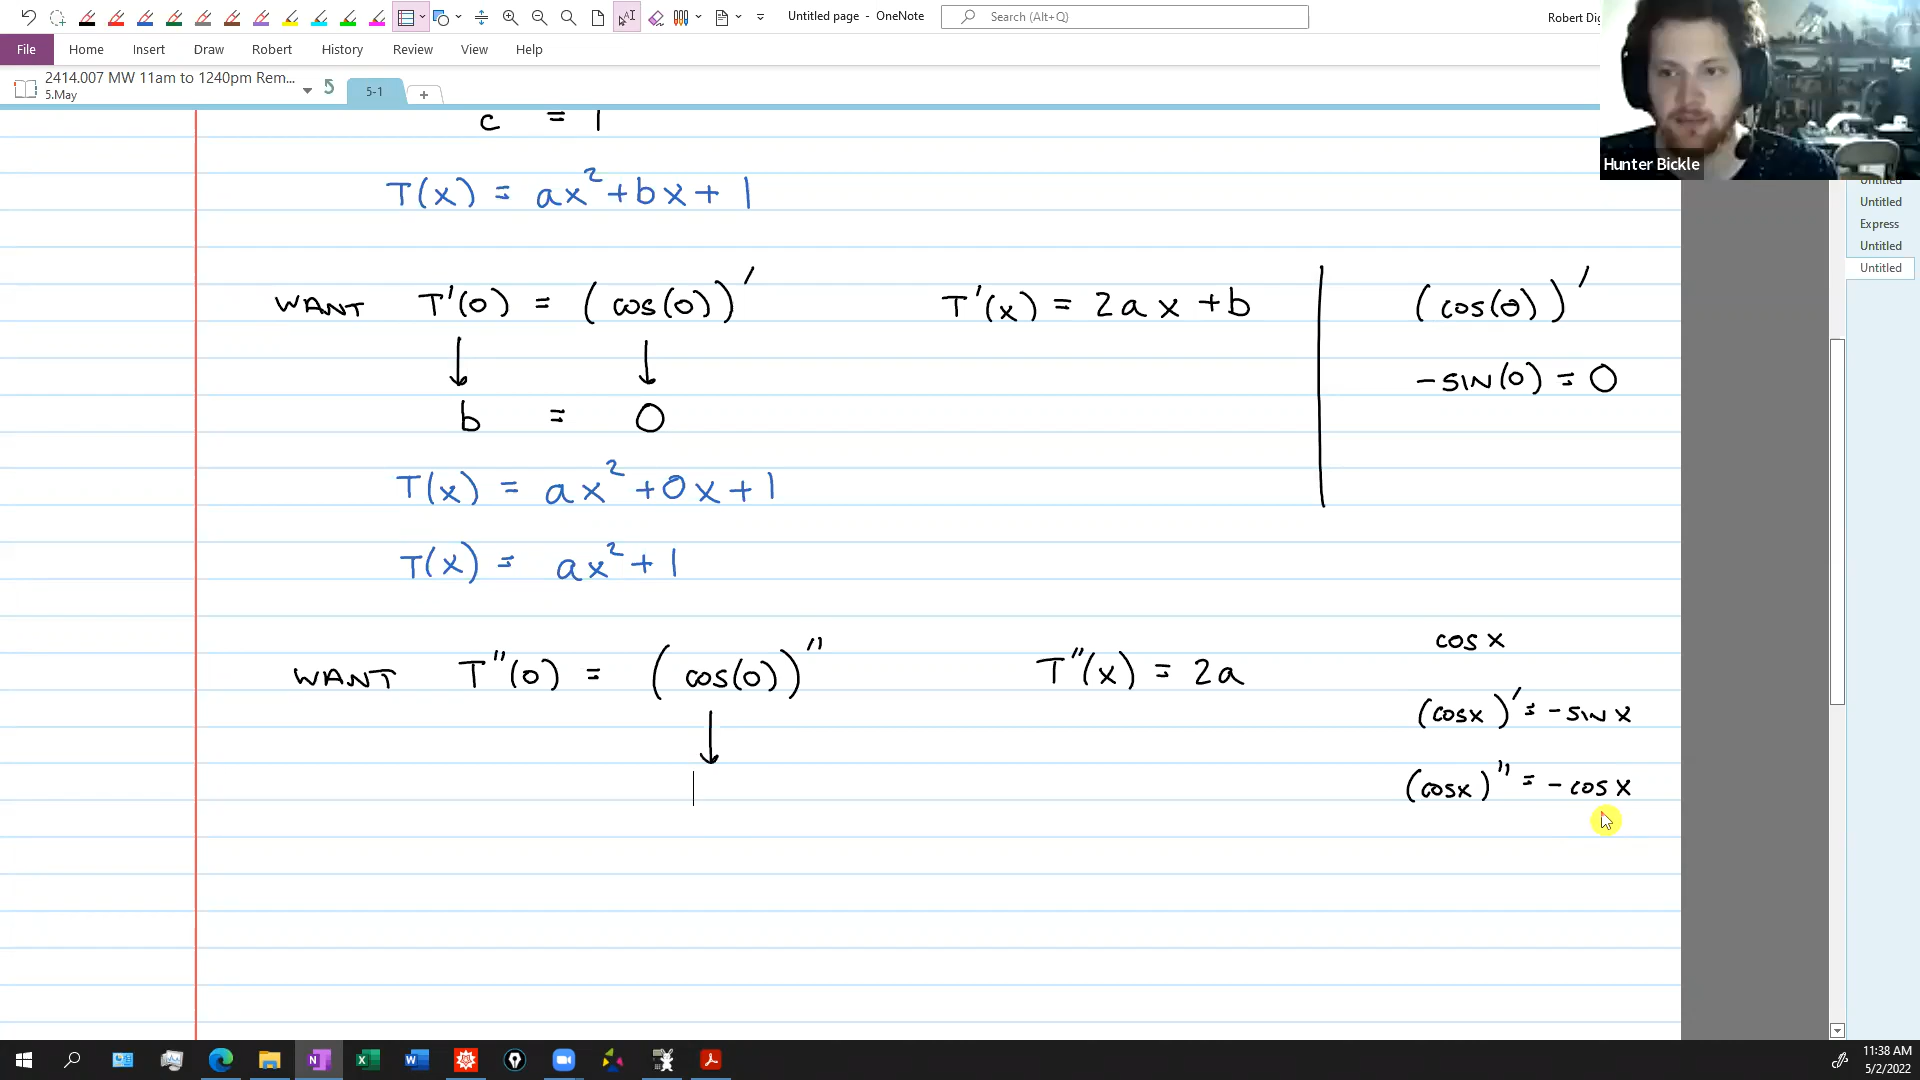 Untitled page - OneNote
Search (Alt+Q)
Robert Dig
File Home Insert Draw Robert History Review View Help
2414.007 MW 11am to 1240pm Rem...
5.May
5-1
Hunter Bickle
Untitled
Untitled
Express
Untitled
Untitled
c = 1
T(x) = ax² + bx + 1
WANT T'(0) = (cos(0))' T'(x) = 2ax + b (cos(0))'
↓ ↓ -SIN(0) = 0
b = 0
T(x) = ax² + 0x + 1
T(x) = ax² + 1
cos x
WANT T''(0) = (cos(0))'' T''(x) = 2a
↓ (cosx)' = -SIN X
(cosx)'' = -cos X
11:38 AM
5/2/2022